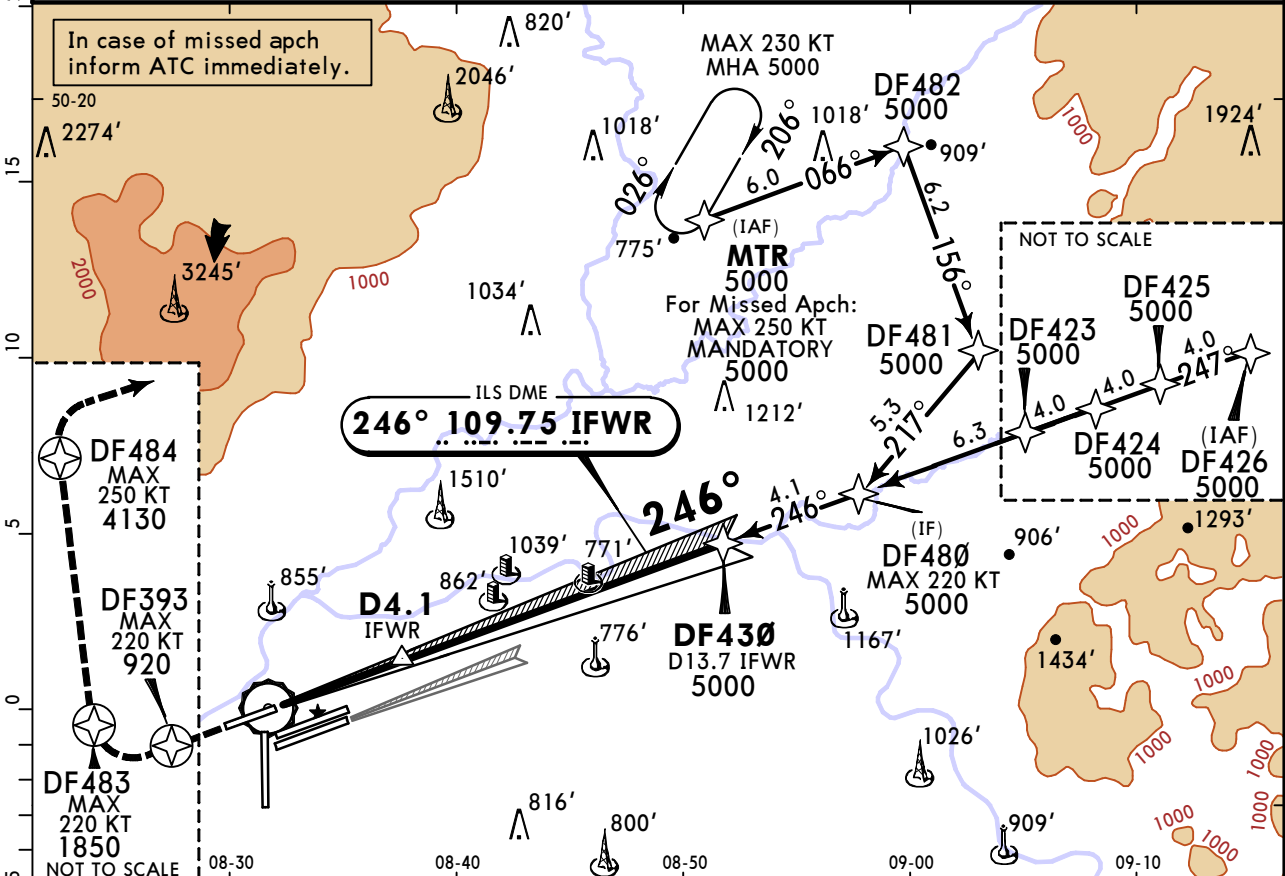 In case of missed apch
inform ATC immediately.
820'
2046'
50-20
2274'
MAX 230 KT
MHA 5000
DF482
5000
1018'
206°
1018'
909'
1000
1924'
15
026°
6.0
066°
6.2
156°
775'
(IAF)
MTR
5000
For Missed Apch:
MAX 250 KT
MANDATORY
5000
NOT TO SCALE
3245'
2000
1000
1034'
DF481
5000
DF423
5000
DF425
5000
4.0
247°
4.0
4.0
6.3
DF424
5000
(IAF)
DF426
5000
10
ILS DME
246° 109.75 IFWR
1212'
5.3
217°
DF484
MAX
250 KT
4130
1510'
246°
4.1
246°
(IF)
DF48Ø
MAX 220 KT
5000
906'
1000
1293'
5
1039'
771'
862'
855'
D4.1
IFWR
DF393
MAX
220 KT
920
776'
DF43Ø
D13.7 IFWR
5000
1167'
1434'
1000
0
1026'
1000
1000
1000
DF483
MAX
220 KT
1850
NOT TO SCALE
816'
800'
909'
1000
1000
5
08-30
08-40
08-50
09-00
09-10